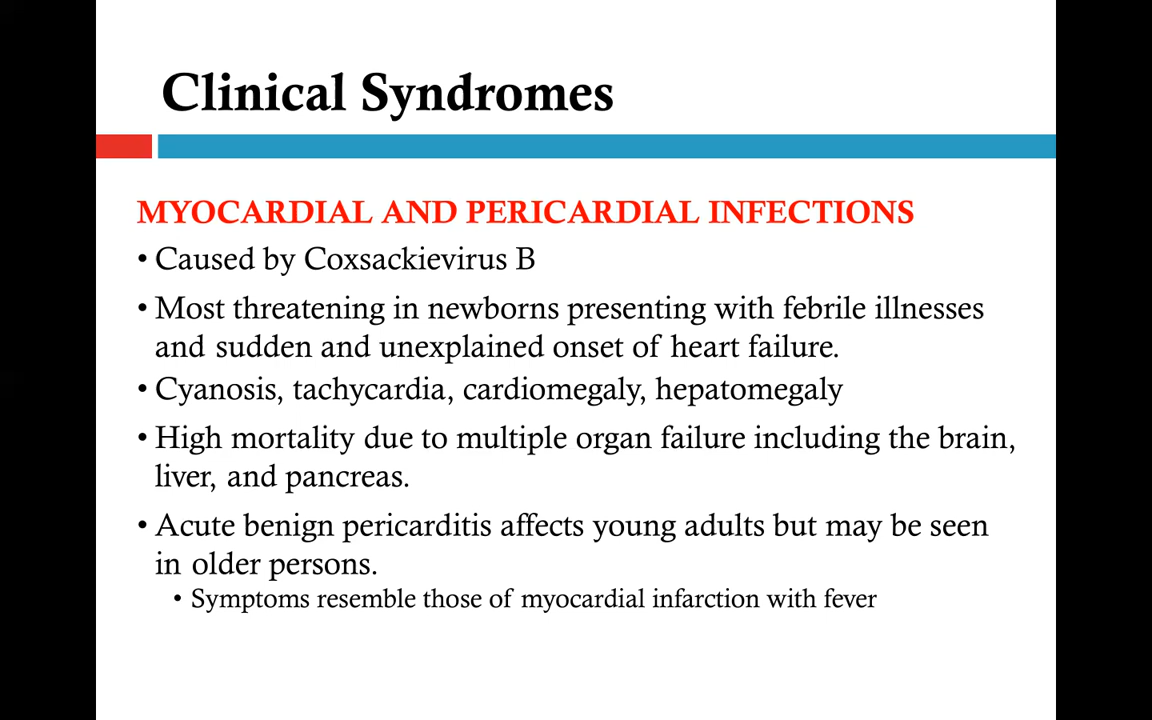 Clinical Syndromes
MYOCARDIAL AND PERICARDIAL INFECTIONS
• Caused by Coxsackievirus B
• Most threatening in newborns presenting with febrile illnesses
and sudden and unexplained onset of heart failure.
• Cyanosis, tachycardia, cardiomegaly, hepatomegaly
• High mortality due to multiple organ failure including the brain,
liver, and pancreas.
• Acute benign pericarditis affects young adults but may be seen
in older persons.
• Symptoms resemble those of myocardial infarction with fever